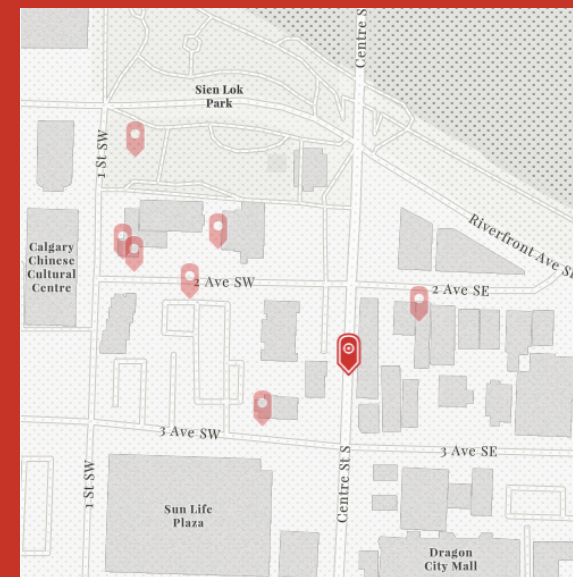 Centre S
Sien Lok
Park
1 St SW
Riverfront Ave SE
Calgary
Chinese
Cultural
Centre
2 Ave SW
2 Ave SE
3 Ave SW
3 Ave SE
1 St SW
Centre St S
Sun Life
Plaza
Dragon
City Mall